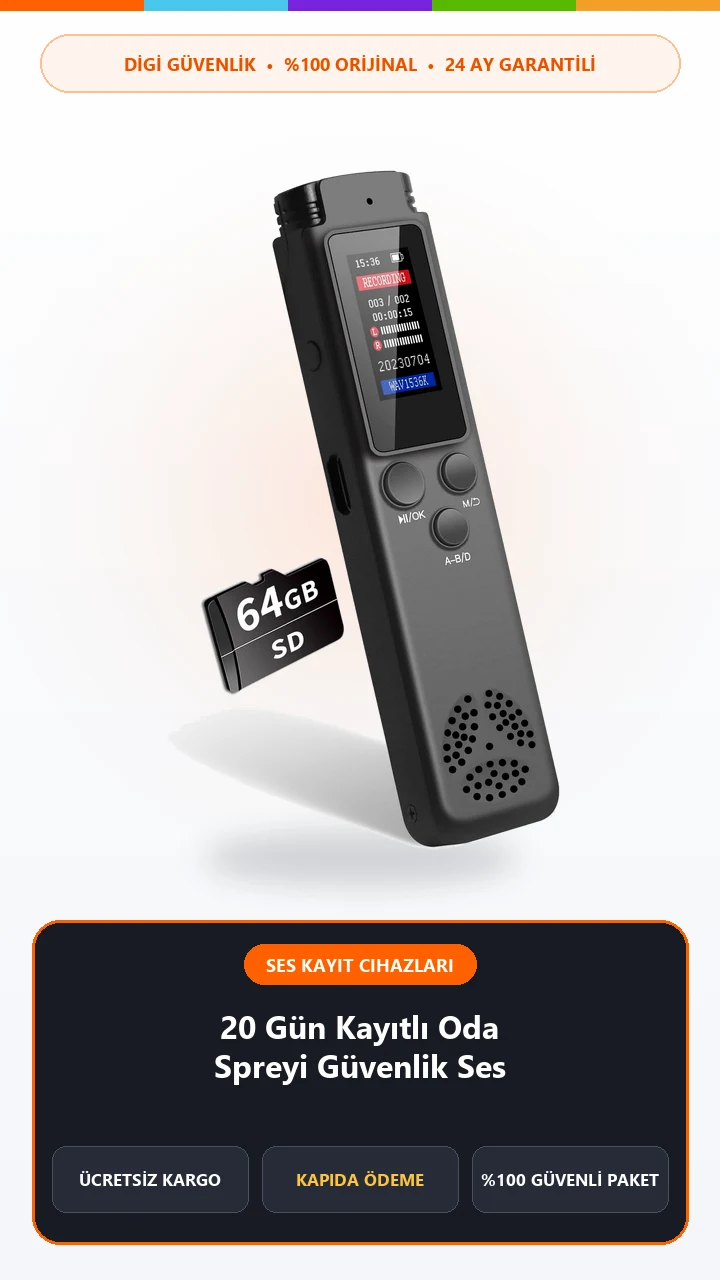 DİGİ GÜVENLİK • %100 ORİJİNAL • 24 AY GARANTİLİ
15:36
RECORDING
003 / 002
00:00:15
L
R
20230704
WAV1536K
▶II/OK
M/⮌
A-B/D
64GB
SD
SES KAYIT CIHAZLARI
20 Gün Kayıtlı Oda
Spreyi Güvenlik Ses
ÜCRETSİZ KARGO
KAPIDA ÖDEME
%100 GÜVENLİ PAKET